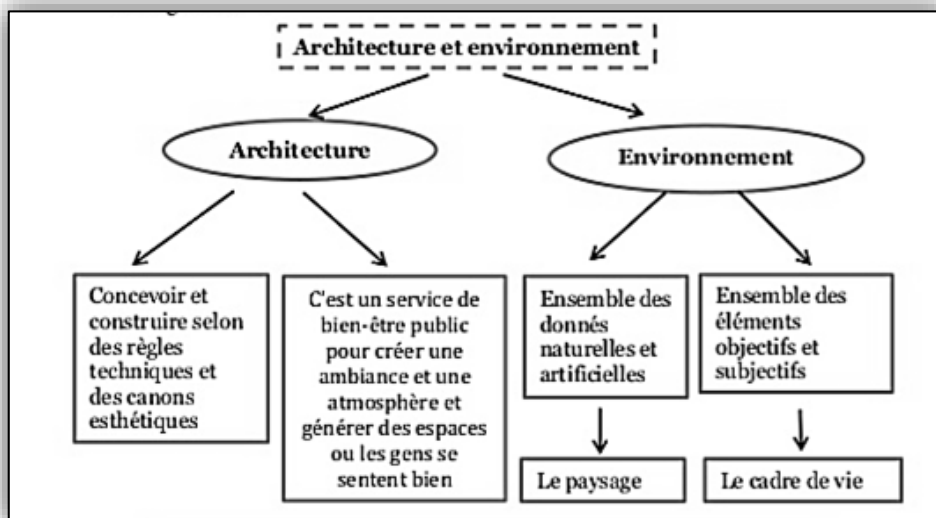 Architecture et environnement
Architecture
Environnement
Concevoir et
construire selon
des règles
techniques et
des canons
esthétiques
C'est un service de
bien-être public
pour créer une
ambiance et une
atmosphère et
générer des espaces
ou les gens se
sentent bien
Ensemble des
donnés
naturelles et
artificielles
Ensemble des
éléments
objectifs et
subjectifs
Le paysage
Le cadre de vie